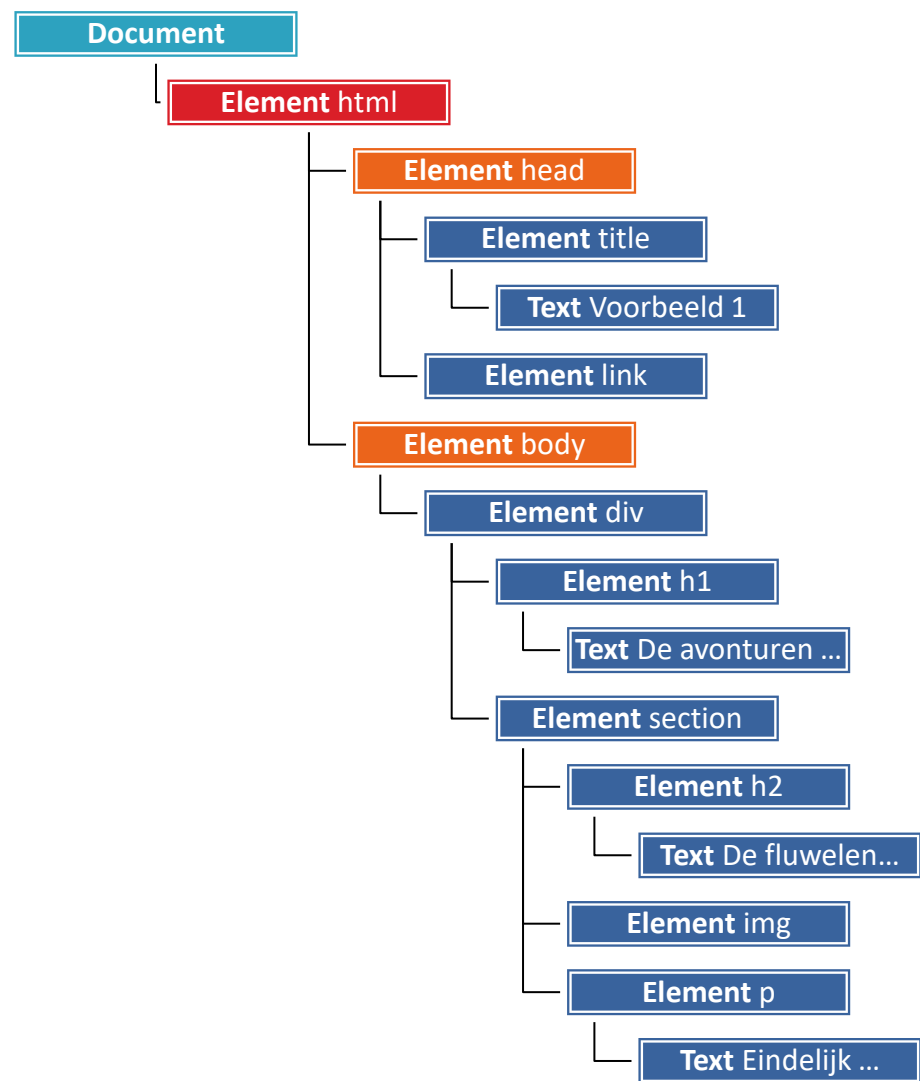 Document
Element html
Element head
Element title
Text Voorbeeld 1
Element link
Element body
Element div
Element h1
Text De avonturen ...
Element section
Element h2
Text De fluwelen...
Element img
Element p
Text Eindelijk ...